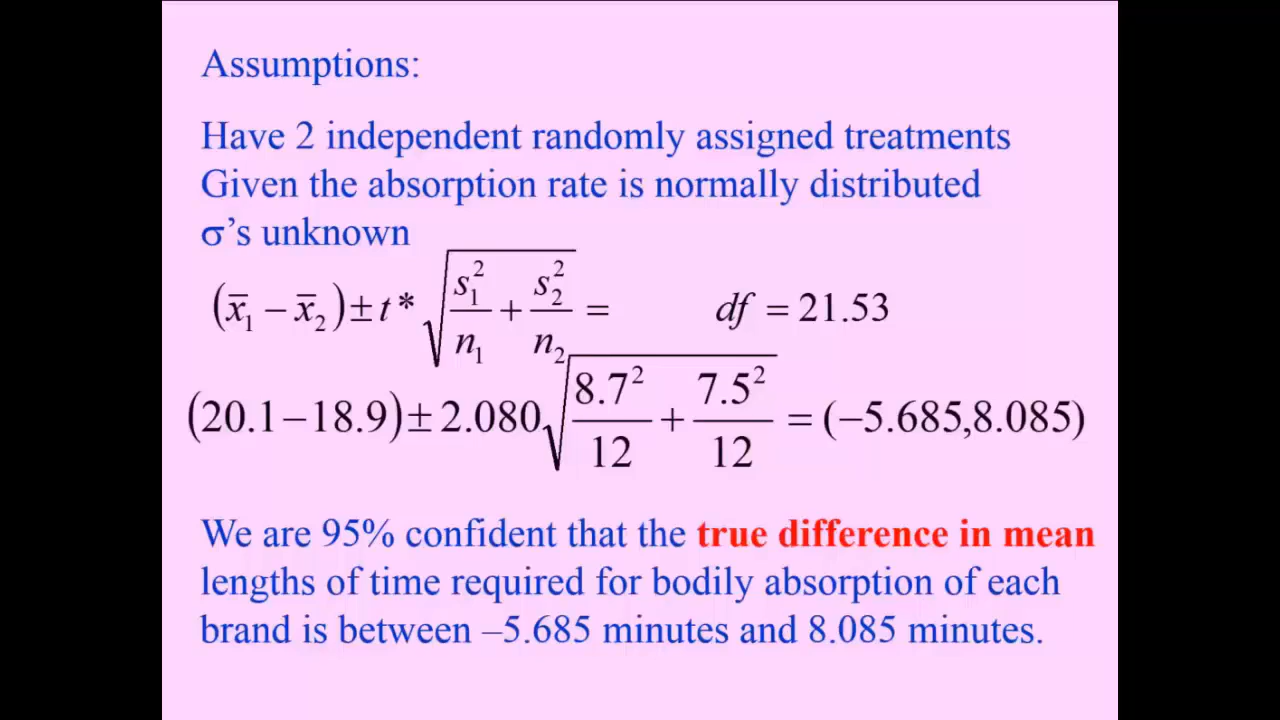 Assumptions:
Have 2 independent randomly assigned treatments
Given the absorption rate is normally distributed
σ’s unknown
(x̄₁ − x̄₂) ± t* √(s₁²/n₁ + s₂²/n₂) = df = 21.53
(20.1−18.9) ± 2.080 √(8.7²/12 + 7.5²/12) = (−5.685,8.085)
We are 95% confident that the true difference in mean
lengths of time required for bodily absorption of each
brand is between –5.685 minutes and 8.085 minutes.